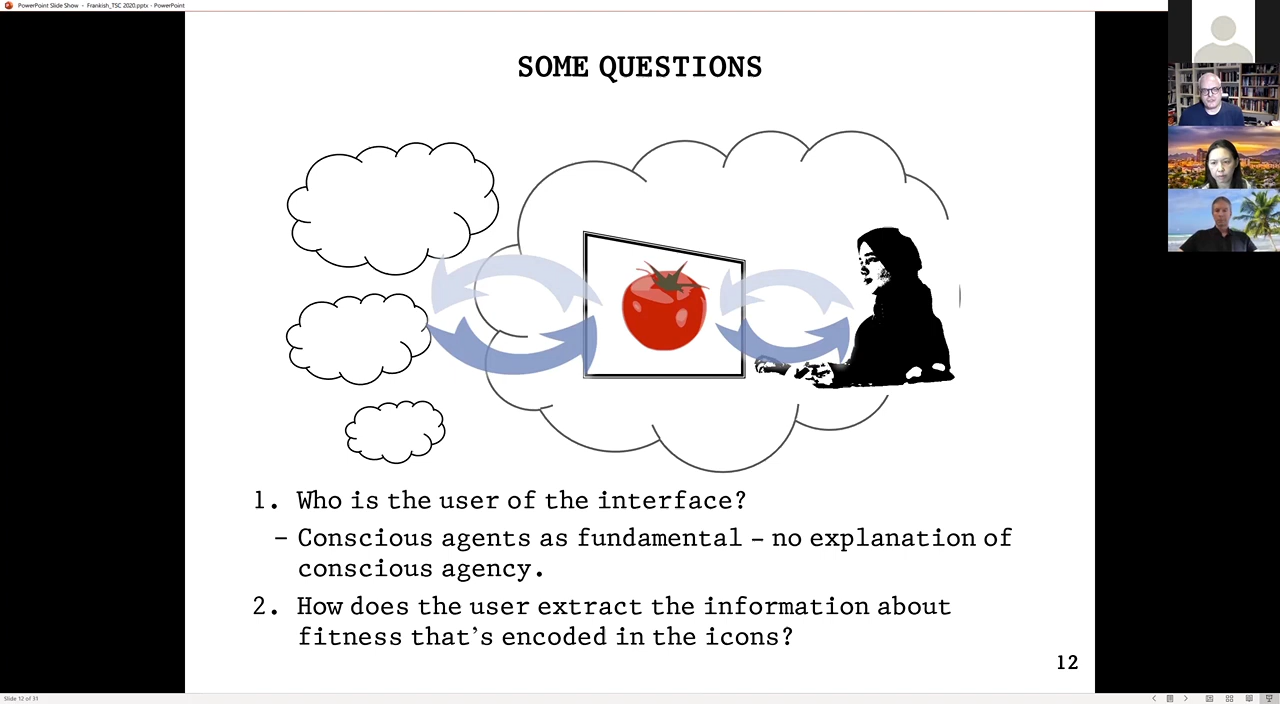 PowerPoint Slide Show - Frankish_TSC 2020.pptx - PowerPoint
SOME QUESTIONS
1. Who is the user of the interface?
– Conscious agents as fundamental – no explanation of
conscious agency.
2. How does the user extract the information about
fitness that's encoded in the icons?
12
Slide 12 of 31